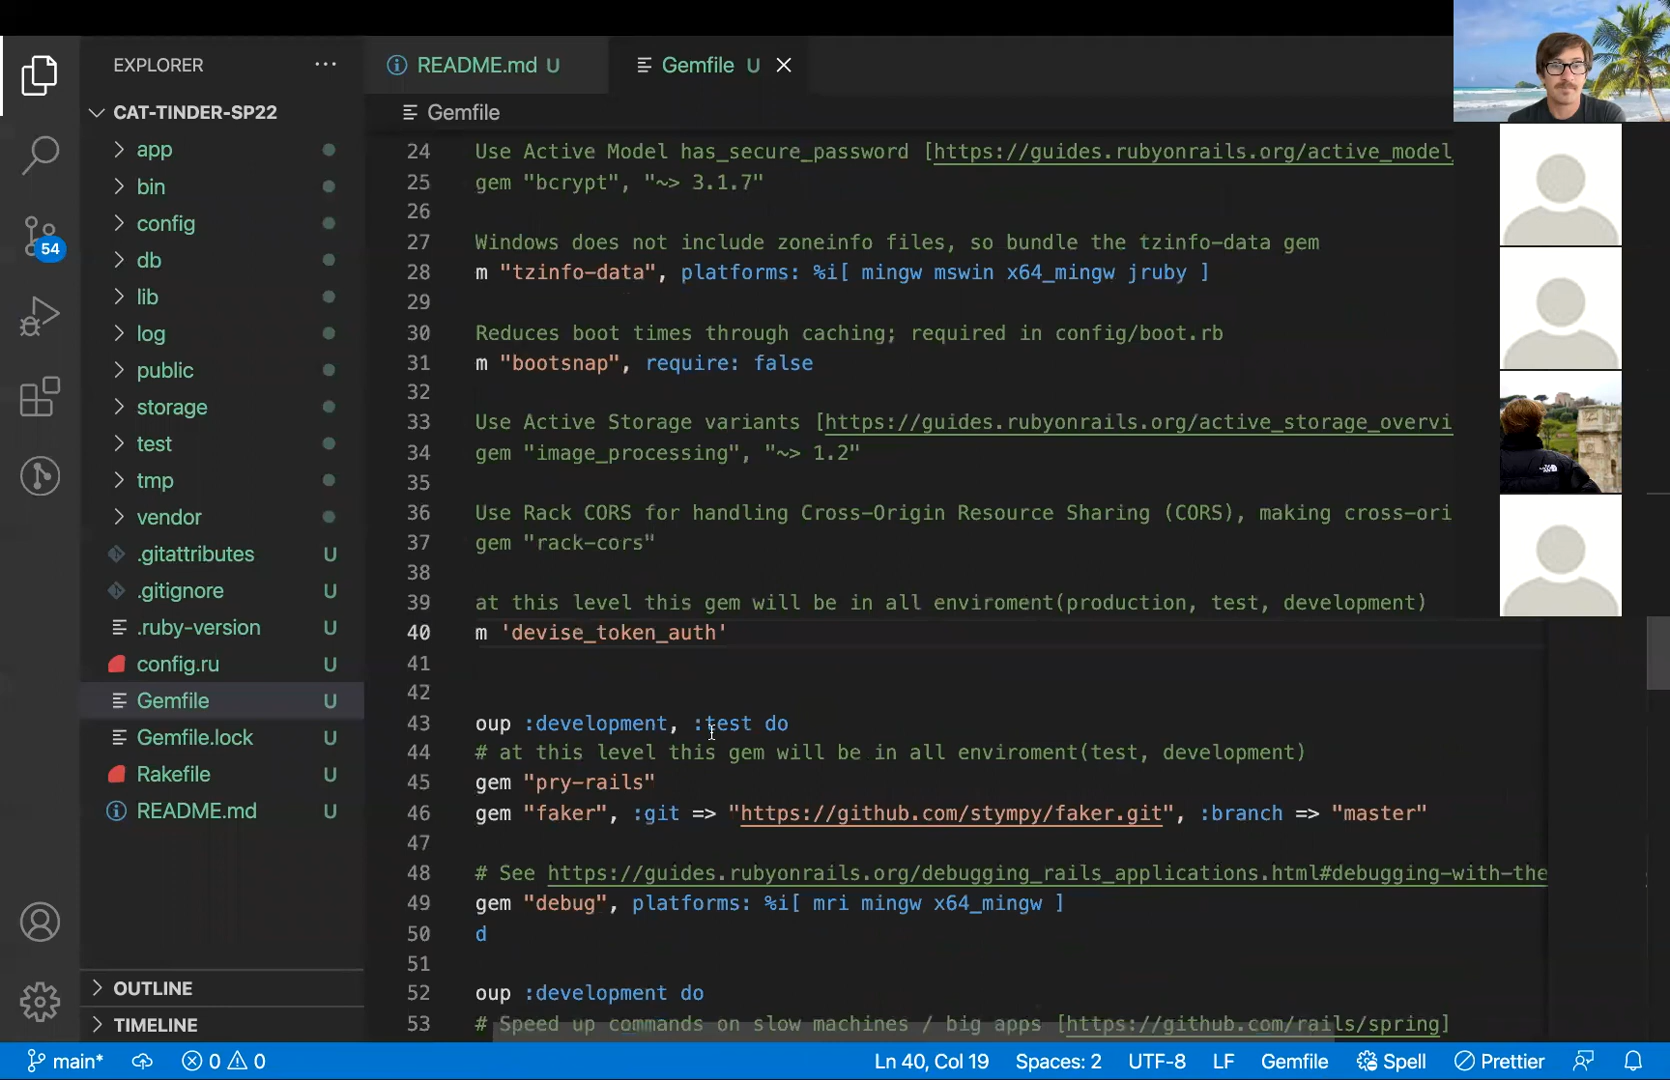 EXPLORER
README.md U
Gemfile U
CAT-TINDER-SP22
Gemfile
app
bin
config
db
lib
log
public
storage
test
tmp
vendor
.gitattributes U
.gitignore U
.ruby-version U
config.ru U
Gemfile U
Gemfile.lock U
Rakefile U
README.md U
OUTLINE
TIMELINE
54
24 Use Active Model has_secure_password [https://guides.rubyonrails.org/active_model
25 gem "bcrypt", "~> 3.1.7"
26
27 Windows does not include zoneinfo files, so bundle the tzinfo-data gem
28 m "tzinfo-data", platforms: %i[ mingw mswin x64_mingw jruby ]
29
30 Reduces boot times through caching; required in config/boot.rb
31 m "bootsnap", require: false
32
33 Use Active Storage variants [https://guides.rubyonrails.org/active_storage_overvi
34 gem "image_processing", "~> 1.2"
35
36 Use Rack CORS for handling Cross-Origin Resource Sharing (CORS), making cross-ori
37 gem "rack-cors"
38
39 at this level this gem will be in all enviroment(production, test, development)
40 m 'devise_token_auth'
41
42
43 oup :development, :test do
44 # at this level this gem will be in all enviroment(test, development)
45 gem "pry-rails"
46 gem "faker", :git => "https://github.com/stympy/faker.git", :branch => "master"
47
48 # See https://guides.rubyonrails.org/debugging_rails_applications.html#debugging-with-the
49 gem "debug", platforms: %i[ mri mingw x64_mingw ]
50 d
51
52 oup :development do
53 # Speed up commands on slow machines / big apps [https://github.com/rails/spring]
main* 0 0 Ln 40, Col 19 Spaces: 2 UTF-8 LF Gemfile Spell Prettier